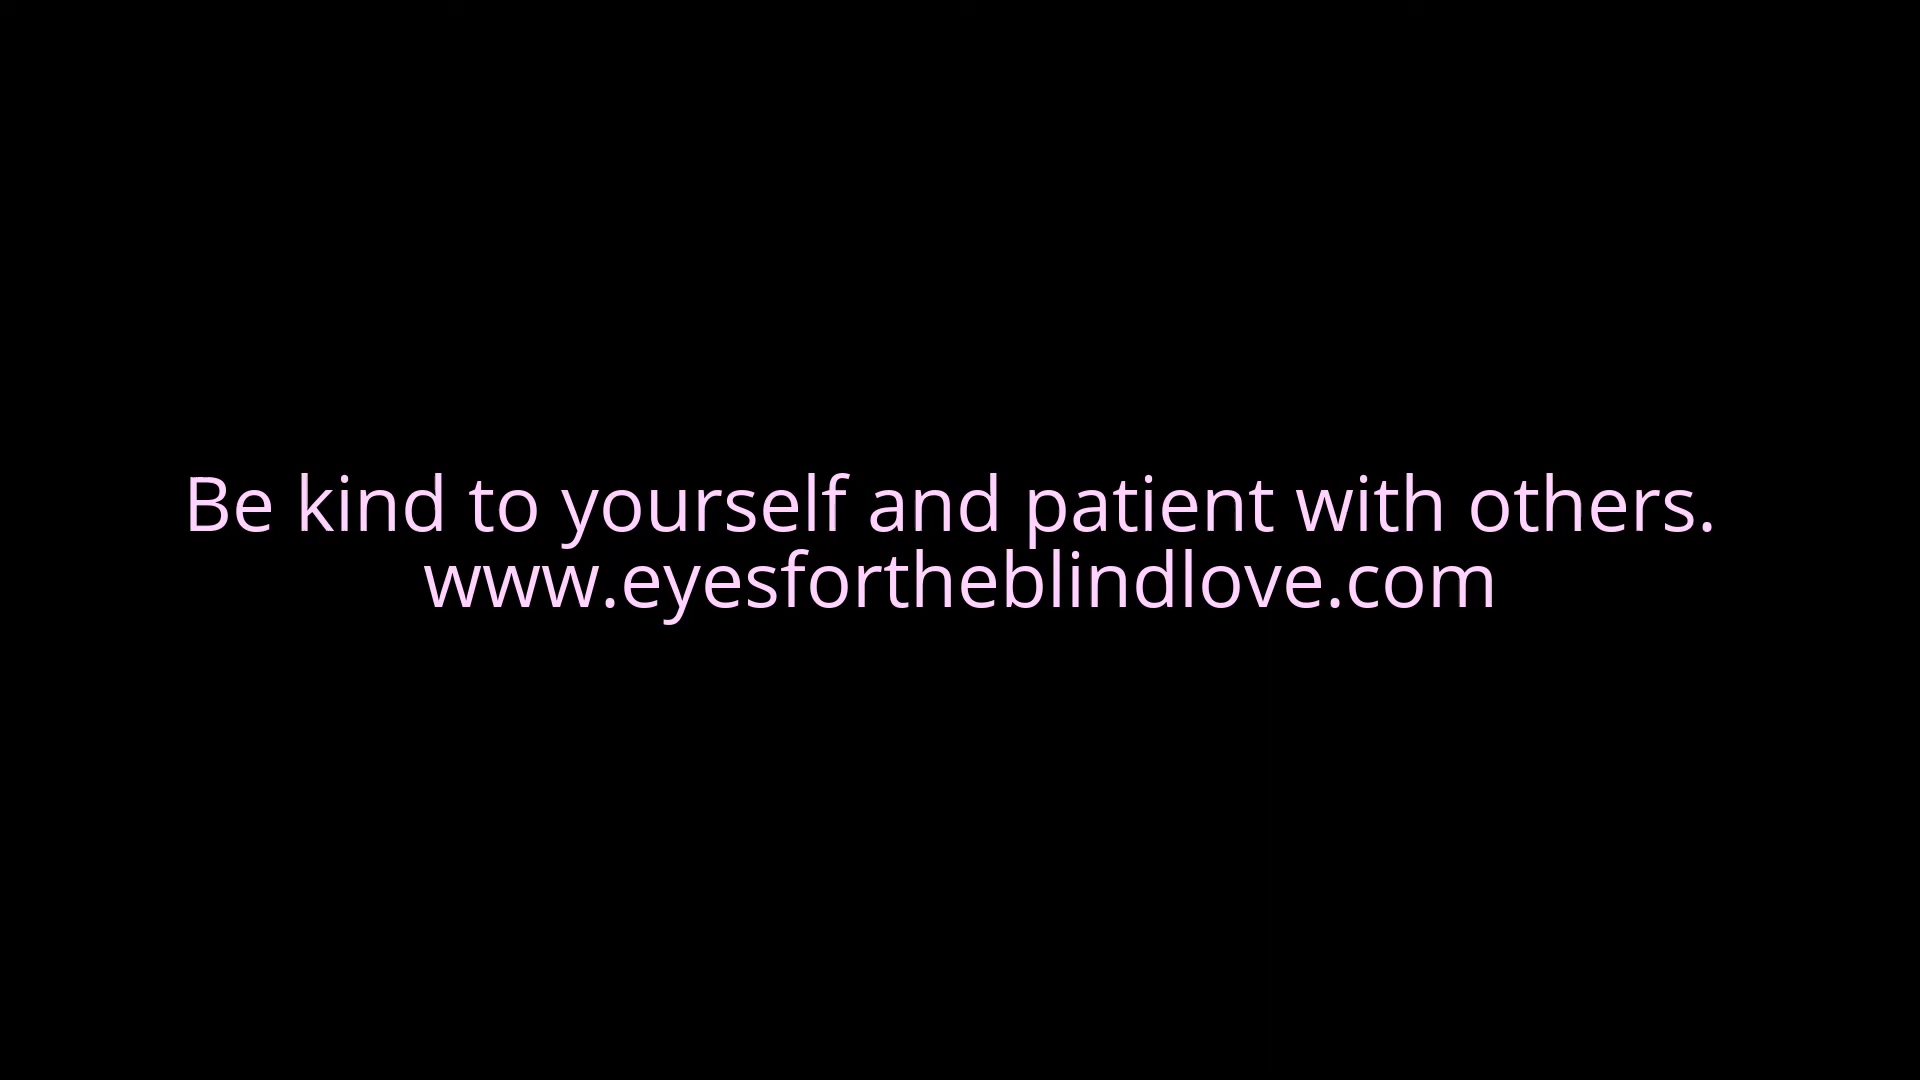 Be kind to yourself and patient with others.
www.eyesfortheblindlove.com